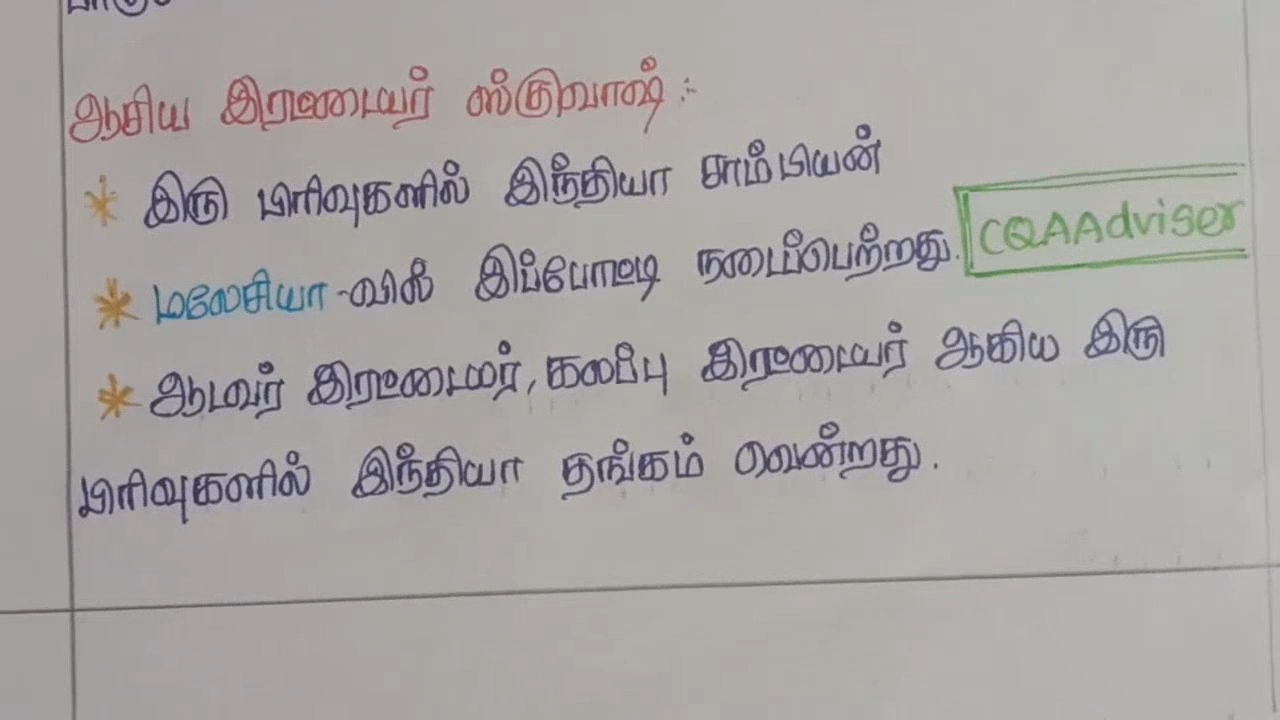 ஆசிய இரட்டையர் ஸ்குவாஷ் :-
* இரு பிரிவுகளில் இந்தியா சாம்பியன்
* மலேசியா-வில் இப்போட்டி நடைப்பெற்றது. CQAAdviser
* ஆடவர் இரட்டையர், கலப்பு இரட்டையர் ஆகிய இரு
பிரிவுகளில் இந்தியா தங்கம் வென்றது.